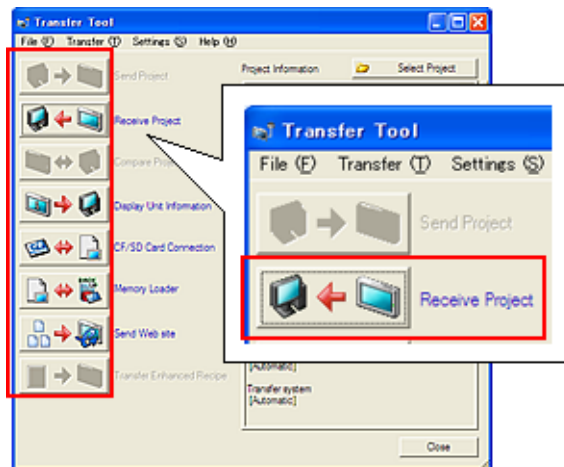 Transfer Tool
File (F) Transfer (T) Settings (S) Help (H)
Send Project
Receive Project
Compare Project
Display Unit Information
CF/SD Card Connection
Memory Loader
Send Web site
Transfer Enhanced Recipe
Project Information
Select Project
Transfer Tool
File (F) Transfer (T) Settings (S)
Send Project
Receive Project
[Automatic]
Transfer system
[Automatic]
Close